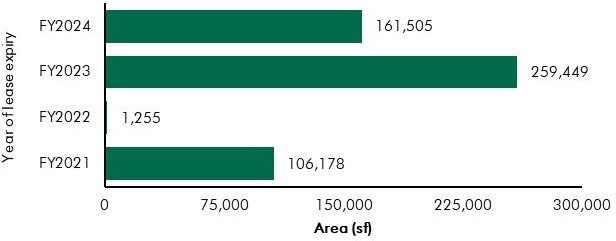 Year of lease expiry
FY2024
161,505
FY2023
259,449
FY2022
1,255
FY2021
106,178
0
75,000
150,000
225,000
300,000
Area (sf)